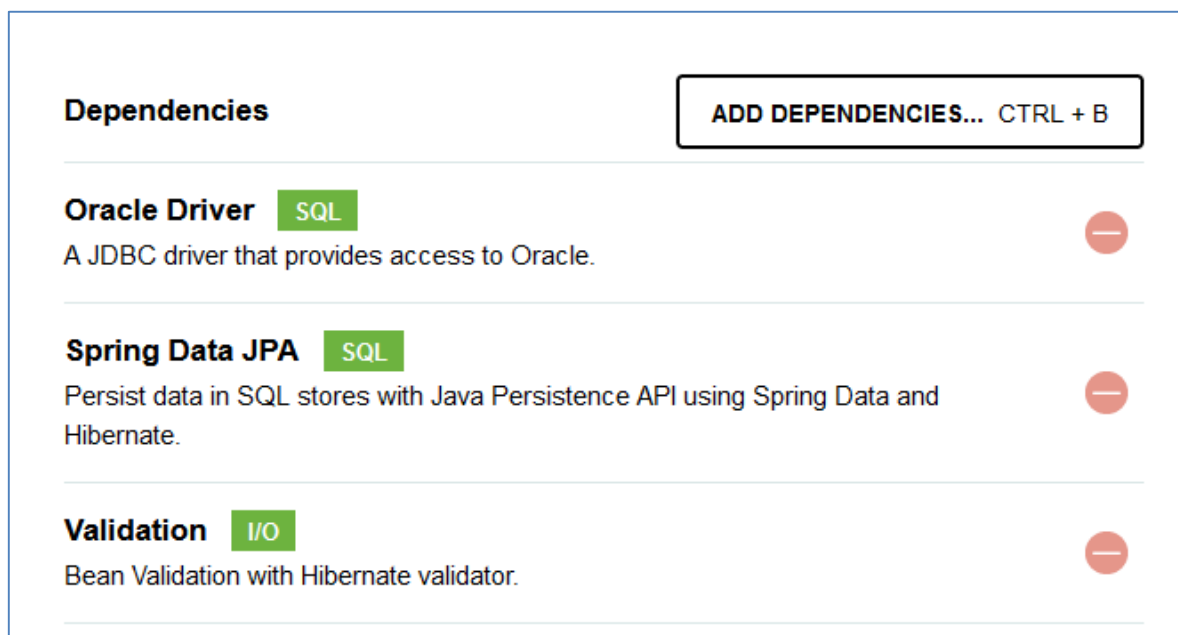 Dependencies
ADD DEPENDENCIES... CTRL + B
Oracle Driver SQL
A JDBC driver that provides access to Oracle.
Spring Data JPA SQL
Persist data in SQL stores with Java Persistence API using Spring Data and
Hibernate.
Validation I/O
Bean Validation with Hibernate validator.